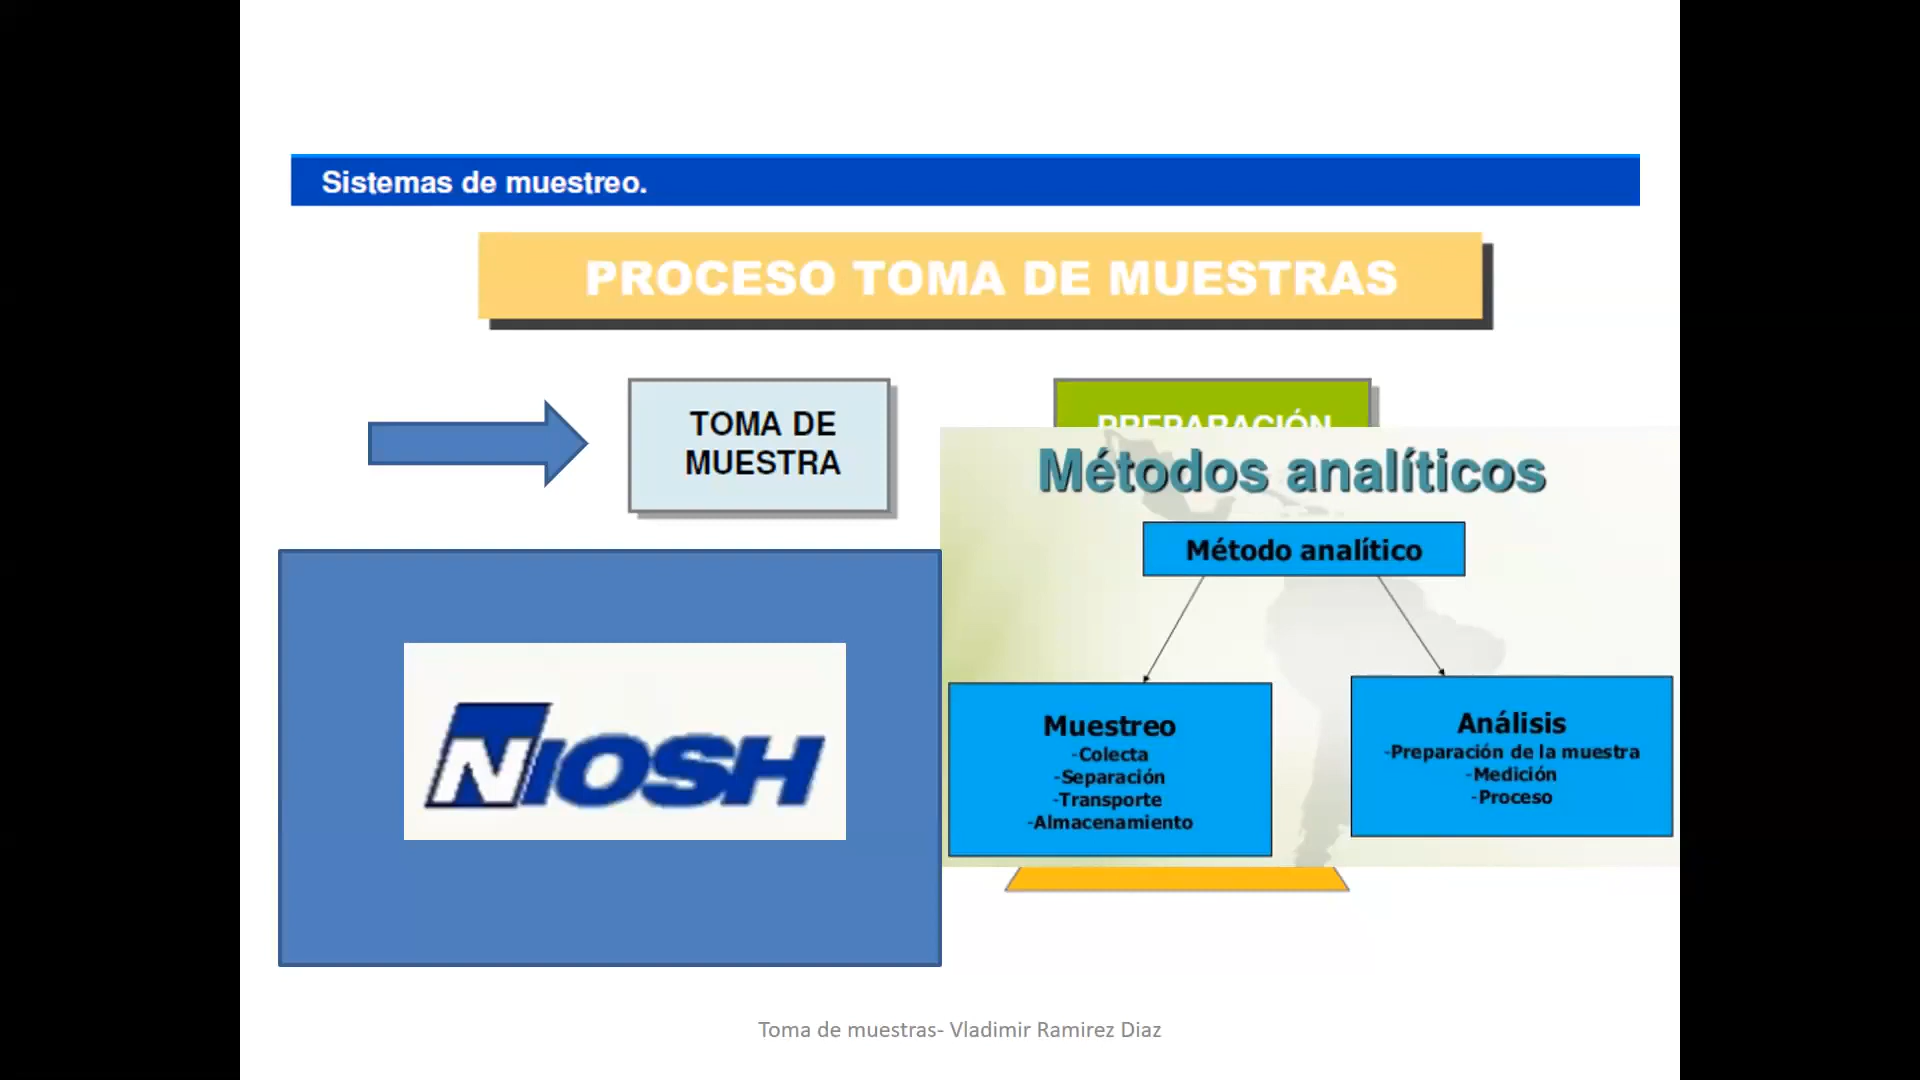 Sistemas de muestreo.
PROCESO TOMA DE MUESTRAS
TOMA DE
MUESTRA
PREPARACIÓN
Métodos analíticos
Método analítico
Muestreo
-Colecta
-Separación
-Transporte
-Almacenamiento
Análisis
-Preparación de la muestra
-Medición
-Proceso
NIOSH
Toma de muestras- Vladimir Ramirez Diaz